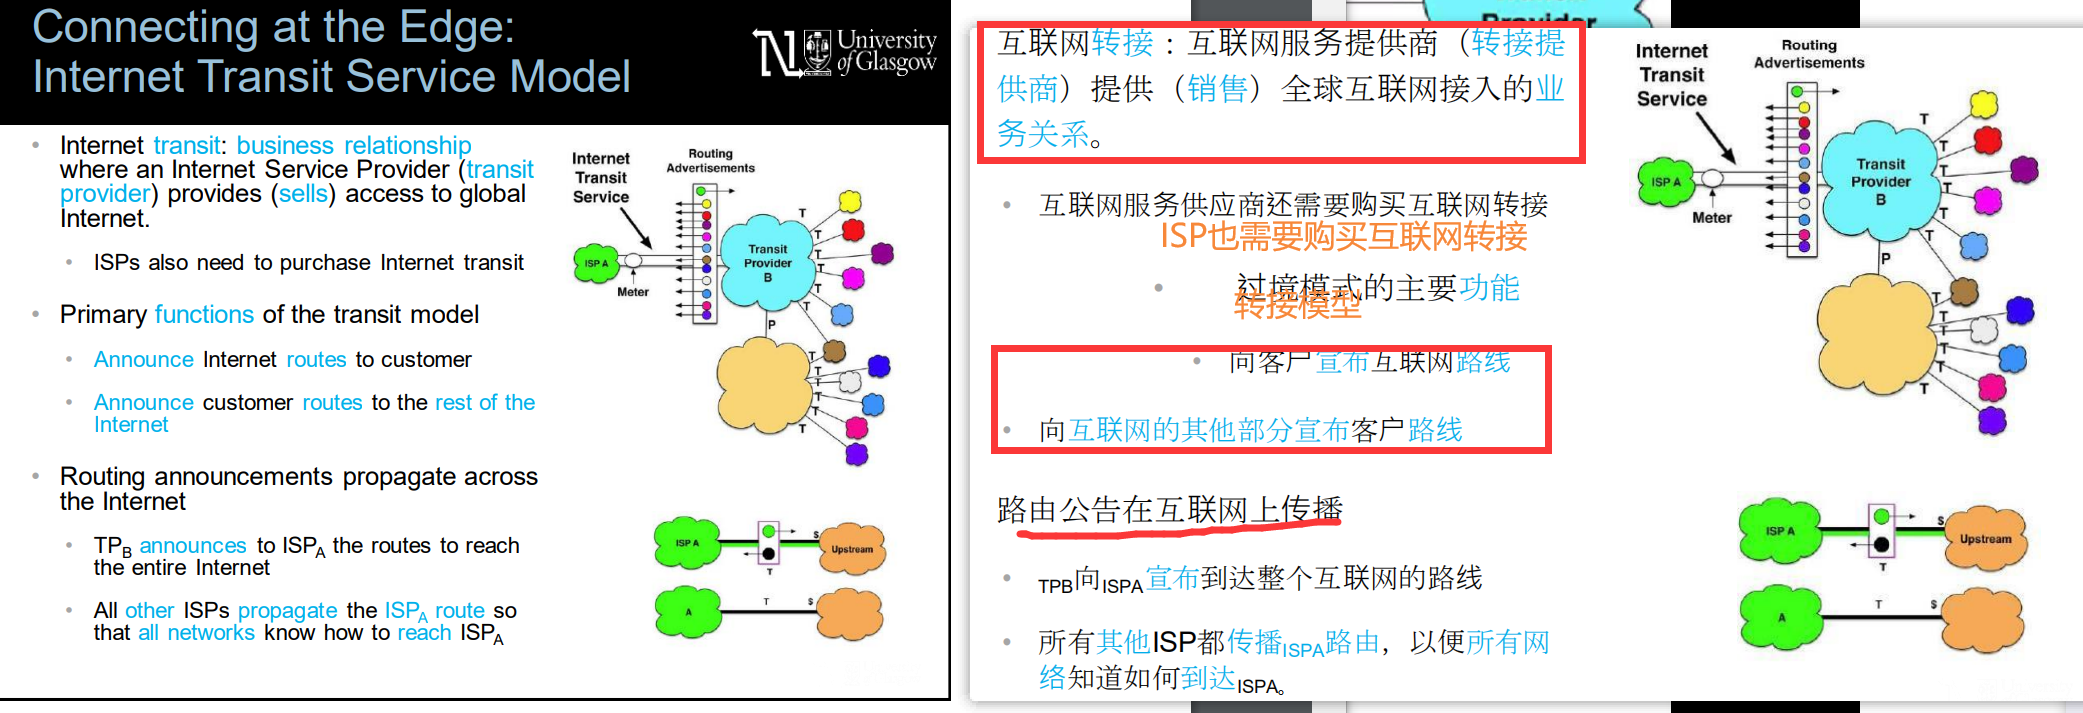 Connecting at the Edge:
Internet Transit Service Model
University
of Glasgow
Internet transit: business relationship
where an Internet Service Provider (transit
provider) provides (sells) access to global
Internet.
ISPs also need to purchase Internet transit
Primary functions of the transit model
Announce Internet routes to customer
Announce customer routes to the rest of the
Internet
Routing announcements propagate across
the Internet
TPB announces to ISPA the routes to reach
the entire Internet
All other ISPs propagate the ISPA route so
that all networks know how to reach ISPA
Internet
Transit
Service
Routing
Advertisements
ISP A
Meter
Transit
Provider
B
T
T
T
T
T
T
P
T
T
T
T
T
T
ISP A
T
$
Upstream
A
T
$
Provider
互联网转接：互联网服务提供商（转接提
供商）提供（销售）全球互联网接入的业
务关系。
互联网服务供应商还需要购买互联网转接
ISP也需要购买互联网转接
过境模式的主要功能
转接模型
向客户宣布互联网路线
向互联网的其他部分宣布客户路线
路由公告在互联网上传播
TPB向ISPA宣布到达整个互联网的路线
所有其他ISP都传播ISPA路由，以便所有网
络知道如何到达ISPA。
Internet
Transit
Service
Routing
Advertisements
ISP A
Meter
Transit
Provider
B
T
T
T
T
T
T
P
T
T
T
T
T
T
ISP A
T
$
Upstream
A
T
$